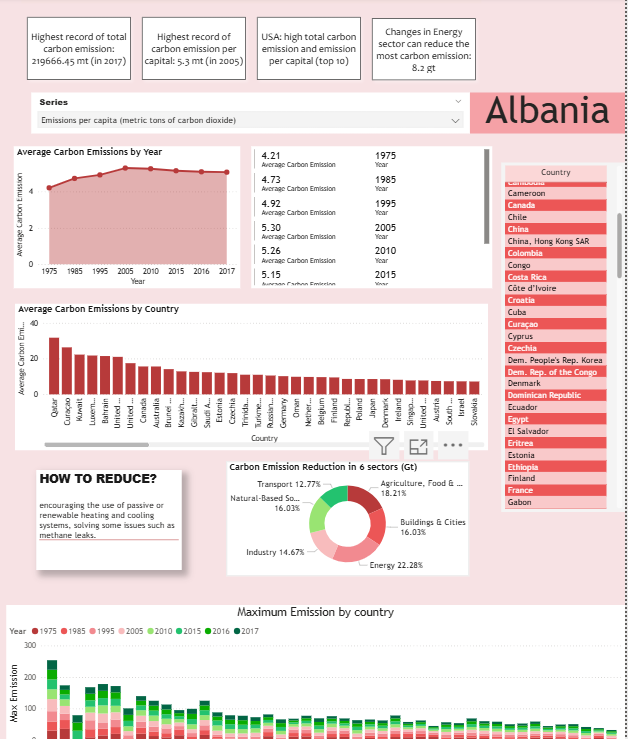 Highest record of total
carbon emission:
219666.45 mt (in 2017)
Highest record of
carbon emission per
capital: 5.3 mt (in 2005)
USA: high total carbon
emission and emission
per capital (top 10)
Changes in Energy
sector can reduce the
most carbon emission:
8.2 gt
Series
Emissions per capita (metric tons of carbon dioxide)
Albania
Average Carbon Emissions by Year
Average Carbon Emission
4
2
0
1975 1985 1995 2005 2010 2015 2016 2017
Year
4.21 1975
Average Carbon Emission Year
4.73 1985
Average Carbon Emission Year
4.92 1995
Average Carbon Emission Year
5.30 2005
Average Carbon Emission Year
5.26 2010
Average Carbon Emission Year
5.15 2015
Average Carbon Emission Year
Country
Cambodia
Cameroon
Canada
Chile
China
China, Hong Kong SAR
Colombia
Congo
Costa Rica
Côte d'Ivoire
Croatia
Cuba
Curaçao
Cyprus
Czechia
Dem. People's Rep. Korea
Dem. Rep. of the Congo
Denmark
Dominican Republic
Ecuador
Egypt
El Salvador
Eritrea
Estonia
Ethiopia
Finland
France
Gabon
Average Carbon Emissions by Country
Average Carbon Emi...
40
20
0
Qatar
Curaçao
Kuwait
Luxem...
Bahrain
United ...
United ...
Canada
Australia
Brunei ...
Kazakh...
Gibralt...
Saudi A...
Estonia
Czechia
Trinida...
Turkme...
Russian...
Germany
Oman
Nether...
Belgium
Finland
Republ...
Poland
Japan
Denmark
Ireland
Singap...
United ...
Austria
South ...
Israel
Slovakia
Country
HOW TO REDUCE?
encouraging the use of passive or
renewable heating and cooling
systems, solving some issues such as
methane leaks.
Carbon Emission Reduction in 6 sectors (Gt)
Transport 12.77%
Agriculture, Food & ...
18.21%
Natural-Based So...
16.03%
Buildings & Cities
16.03%
Industry 14.67%
Energy 22.28%
Maximum Emission by country
Year 1975 1985 1995 2005 2010 2015 2016 2017
Max Emission
300
200
100
0